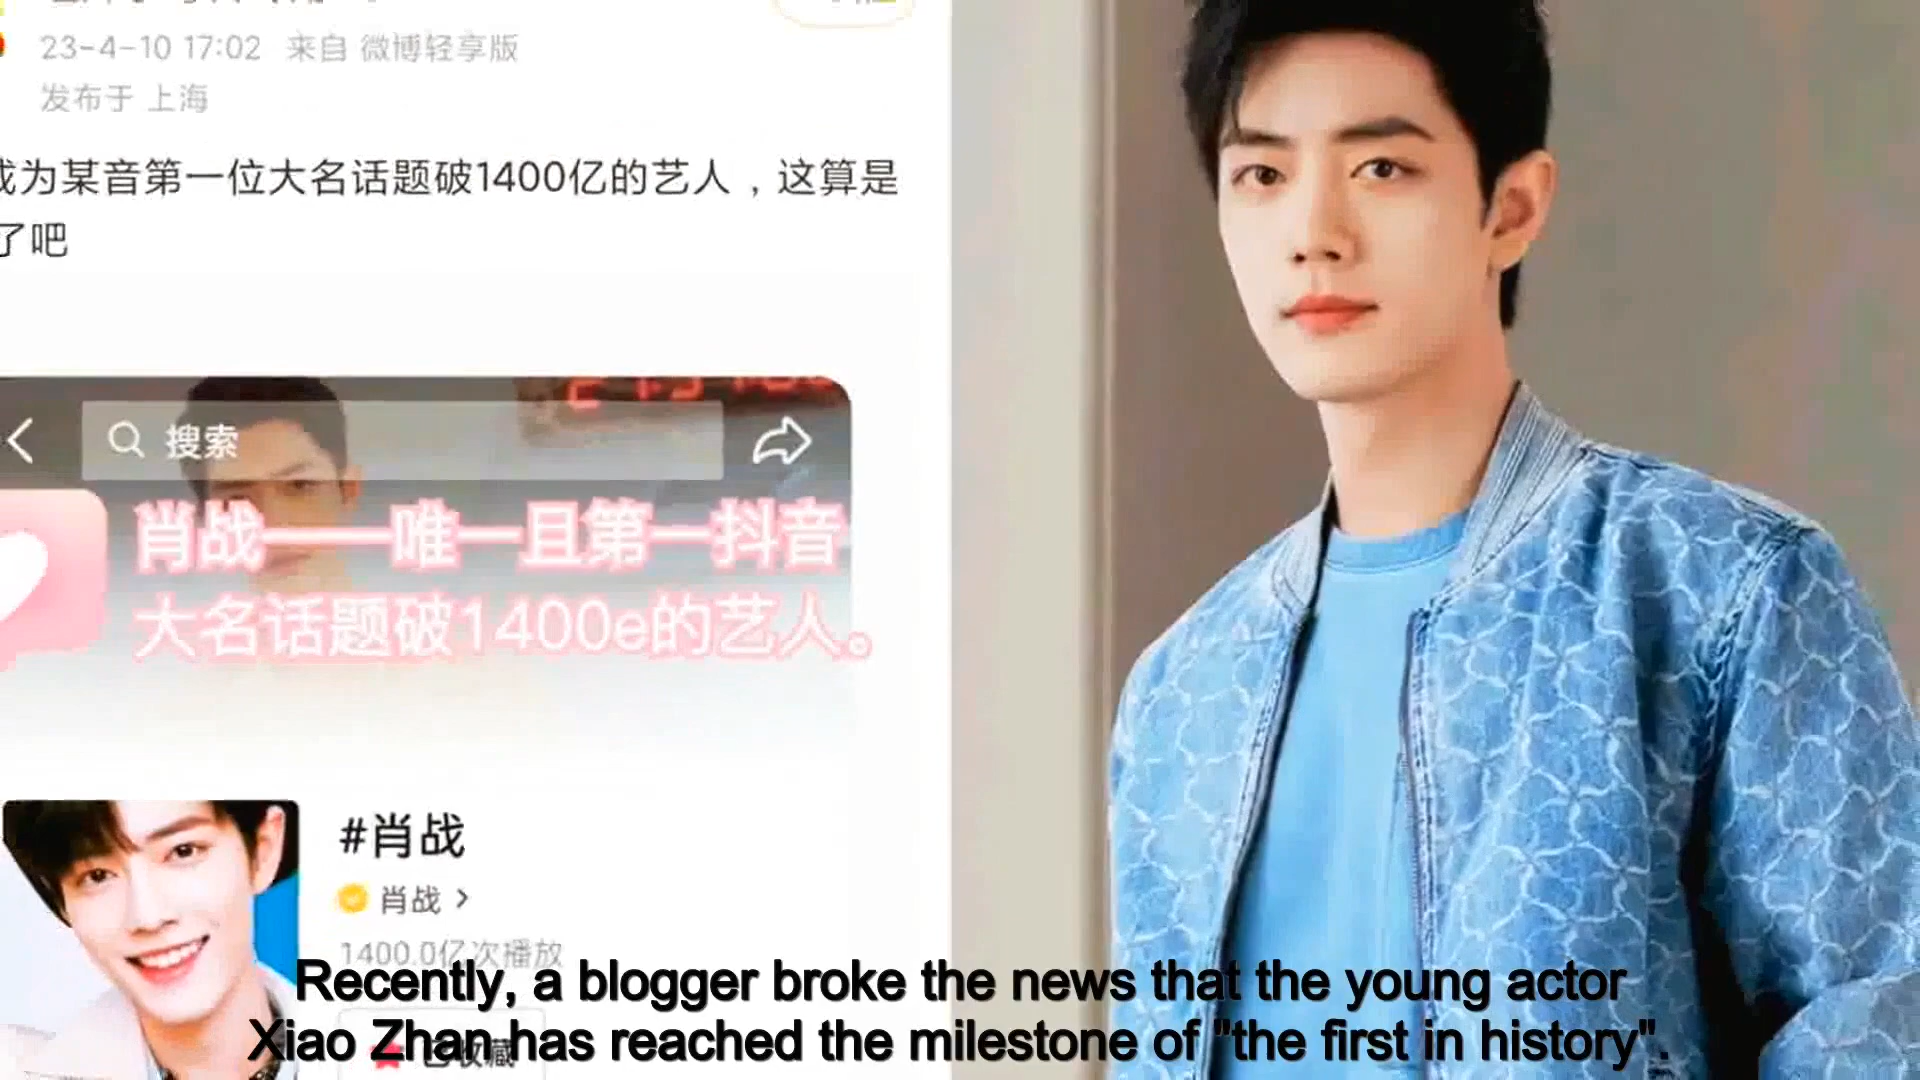 23-4-10 17:02 来自 微博轻享版
发布于 上海
成为某音第一位大名话题破1400亿的艺人，这算是
了吧
搜索
肖战——唯一且第一抖音
大名话题破1400e的艺人。
#肖战
肖战 >
1400.0亿次播放
已收藏
Recently, a blogger broke the news that the young actor
Xiao Zhan has reached the milestone of "the first in history".